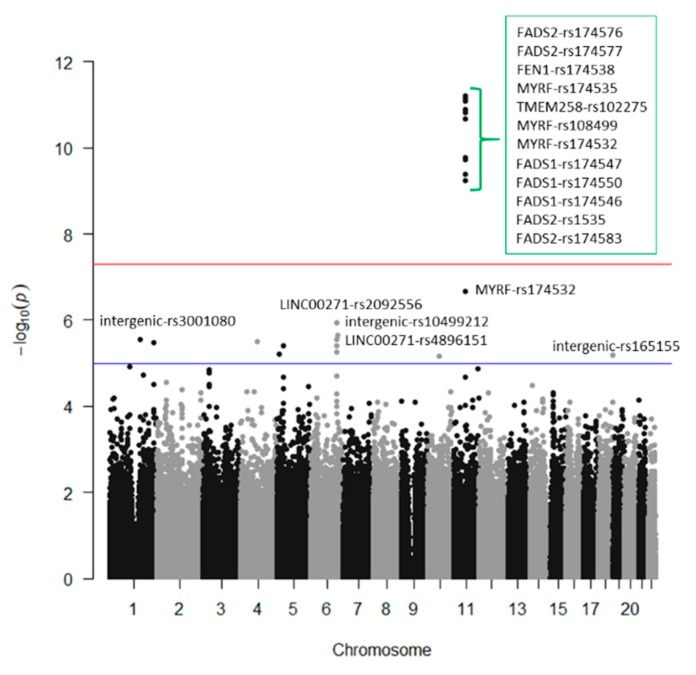 FADS2-rs174576
FADS2-rs174577
FEN1-rs174538
MYRF-rs174535
TMEM258-rs102275
MYRF-rs108499
MYRF-rs174532
FADS1-rs174547
FADS1-rs174550
FADS1-rs174546
FADS2-rs1535
FADS2-rs174583
12
10
8
6
4
2
0
−log10(p)
MYRF-rs174532
LINC00271-rs2092556
intergenic-rs3001080
intergenic-rs10499212
LINC00271-rs4896151
intergenic-rs165155
1 2 3 4 5 6 7 8 9 11 13 15 17 20
Chromosome